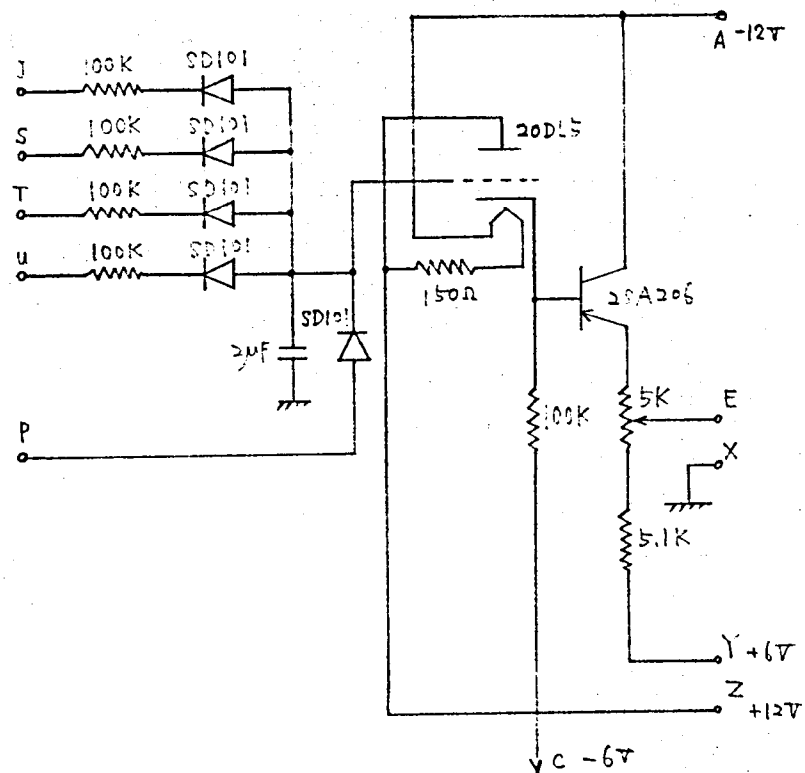 A -12V
J
100K
SD101
S
100K
SD101
20DL5
T
100K
SD101
u
100K
SD101
150Ω
2SA206
SD101
2μF
5K
E
100K
P
X
5.1K
Y +6V
Z
+12V
C -6V